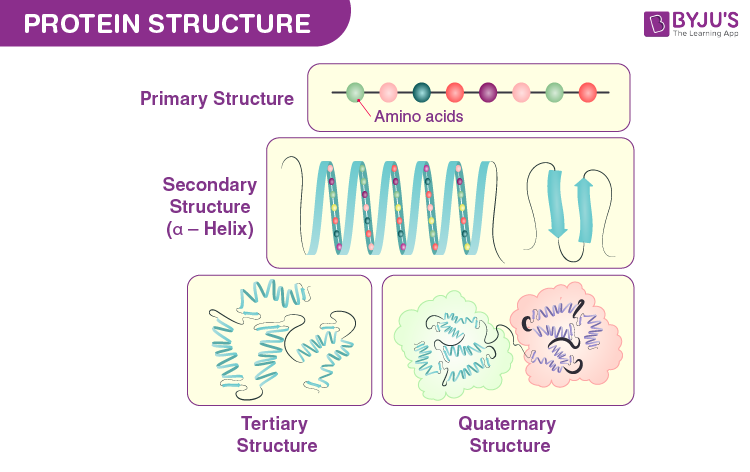 PROTEIN STRUCTURE
BYJU'S
The Learning App
Primary Structure
Amino acids
Secondary
Structure
(α – Helix)
Tertiary
Structure
Quaternary
Structure